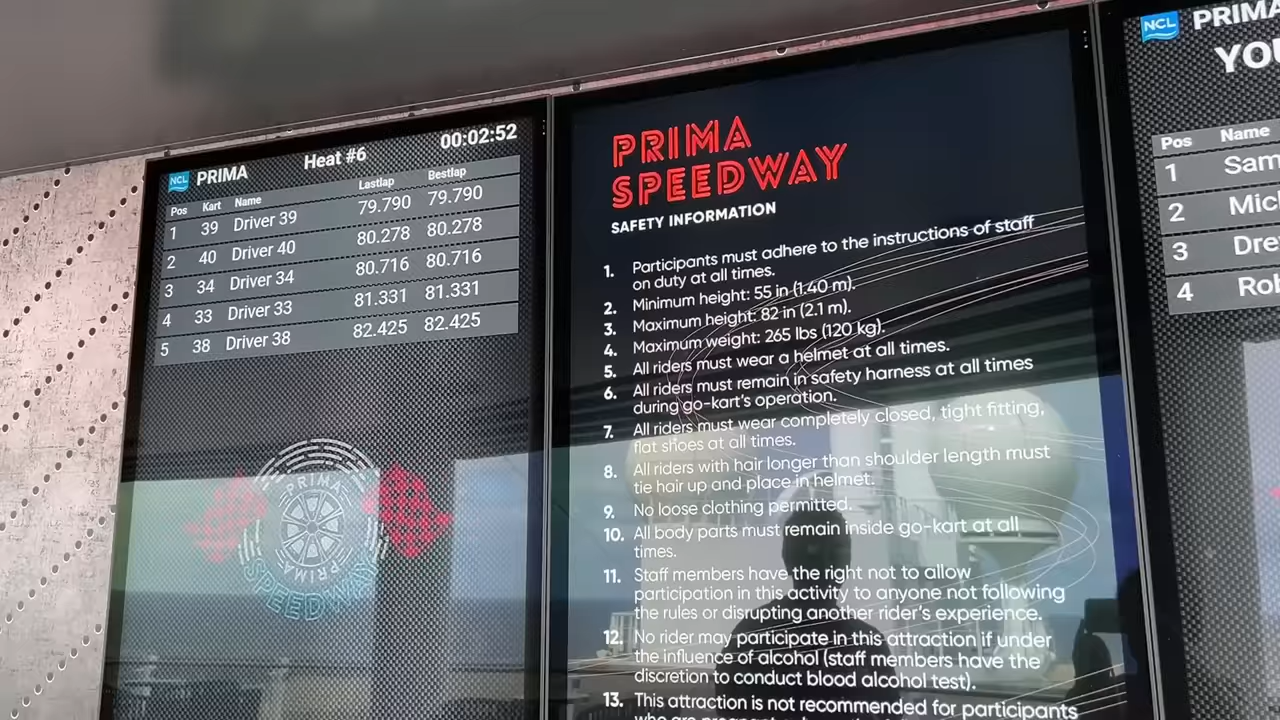 NCL PRIMA Heat #6 00:02:52
Pos Kart Name Lastlap Bestlap
1 39 Driver 39 79.790 79.790
2 40 Driver 40 80.278 80.278
3 34 Driver 34 80.716 80.716
4 33 Driver 33 81.331 81.331
5 38 Driver 38 82.425 82.425
PRIMA
PRIMA
SPEEDWAY
PRIMA
SPEEDWAY
SAFETY INFORMATION
1. Participants must adhere to the instructions of staff
on duty at all times.
2. Minimum height: 55 in (1.40 m).
3. Maximum height: 82 in (2.1 m).
4. Maximum weight: 265 lbs (120 kg).
5. All riders must wear a helmet at all times.
6. All riders must remain in safety harness at all times
during go-kart's operation.
7. All riders must wear completely closed, tight fitting,
flat shoes at all times.
8. All riders with hair longer than shoulder length must
tie hair up and place in helmet.
9. No loose clothing permitted.
10. All body parts must remain inside go-kart at all
times.
11. Staff members have the right not to allow
participation in this activity to anyone not following
the rules or disrupting another rider's experience.
12. No rider may participate in this attraction if under
the influence of alcohol (staff members have the
discretion to conduct blood alcohol test).
13. This attraction is not recommended for participants
NCL PRIMA
YOU
Pos Name
1 Sam
2 Mic
3 Dre
4 Rob